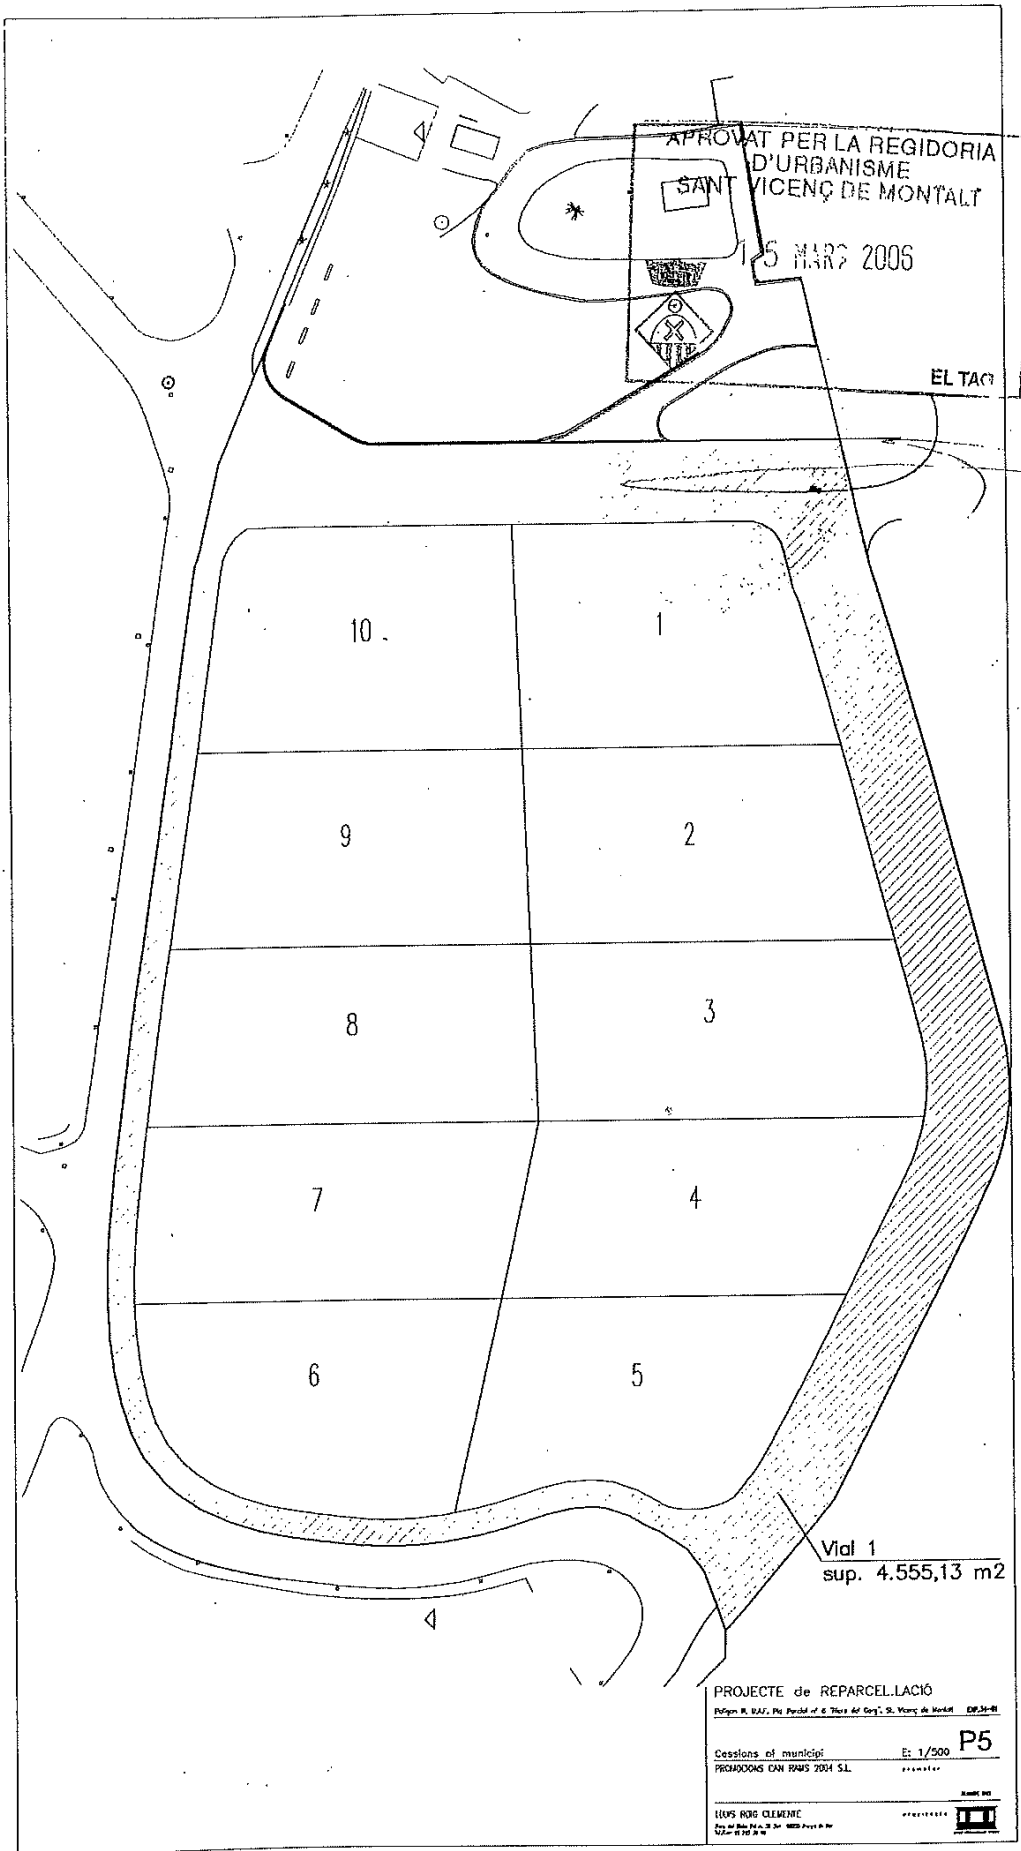 APROVAT PER LA REGIDORIA
D'URBANISME
SANT VICENÇ DE MONTALT
15 MARÇ 2006
EL
10
1
9
2
8
3
7
4
6
5
Vial 1
sup. 4.555,13 m2
PROJECTE de REPARCEL.LACIÓ
Cessions al municipi
E: 1/500
P5
PROMOCIONS CAN RAMS 2004 S.L.
promotor
LLUIS ROIG CLEMENTE
arquitecte